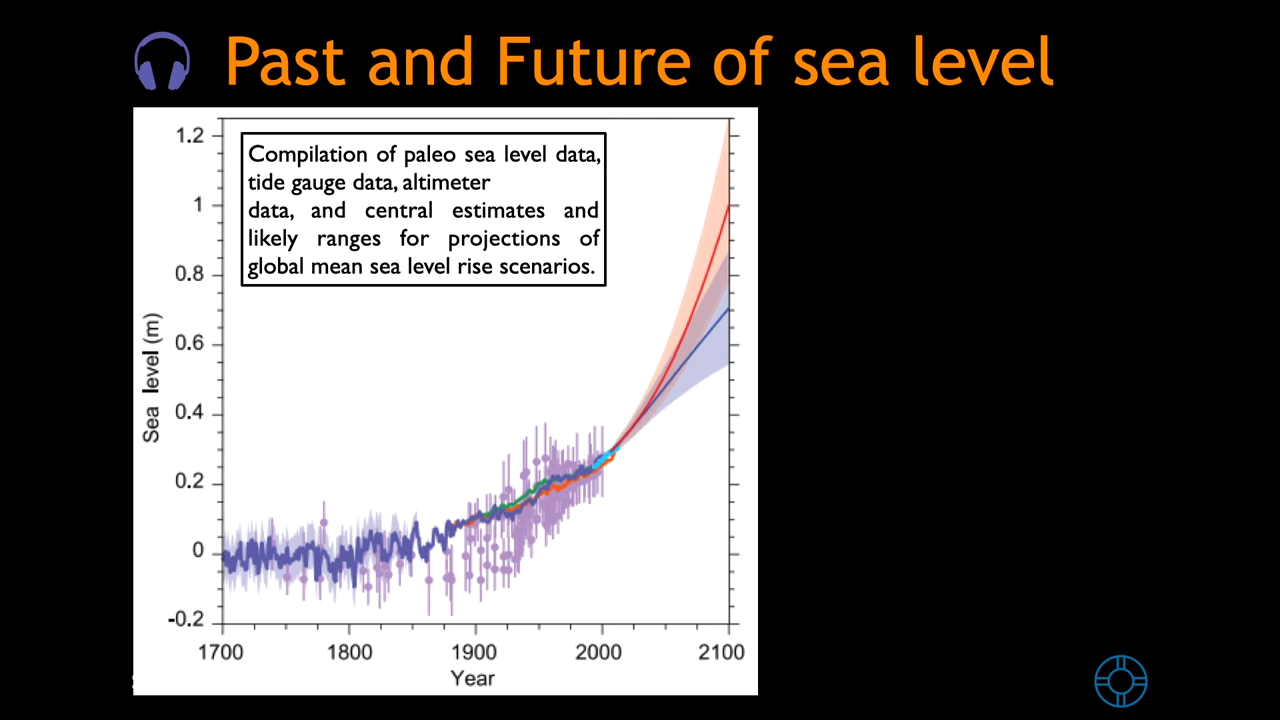 Past and Future of sea level
Compilation of paleo sea level data,
tide gauge data, altimeter
data, and central estimates and
likely ranges for projections of
global mean sea level rise scenarios.
1.2
1
0.8
0.6
0.4
0.2
0
-0.2
Sea level (m)
1700 1800 1900 2000 2100
Year